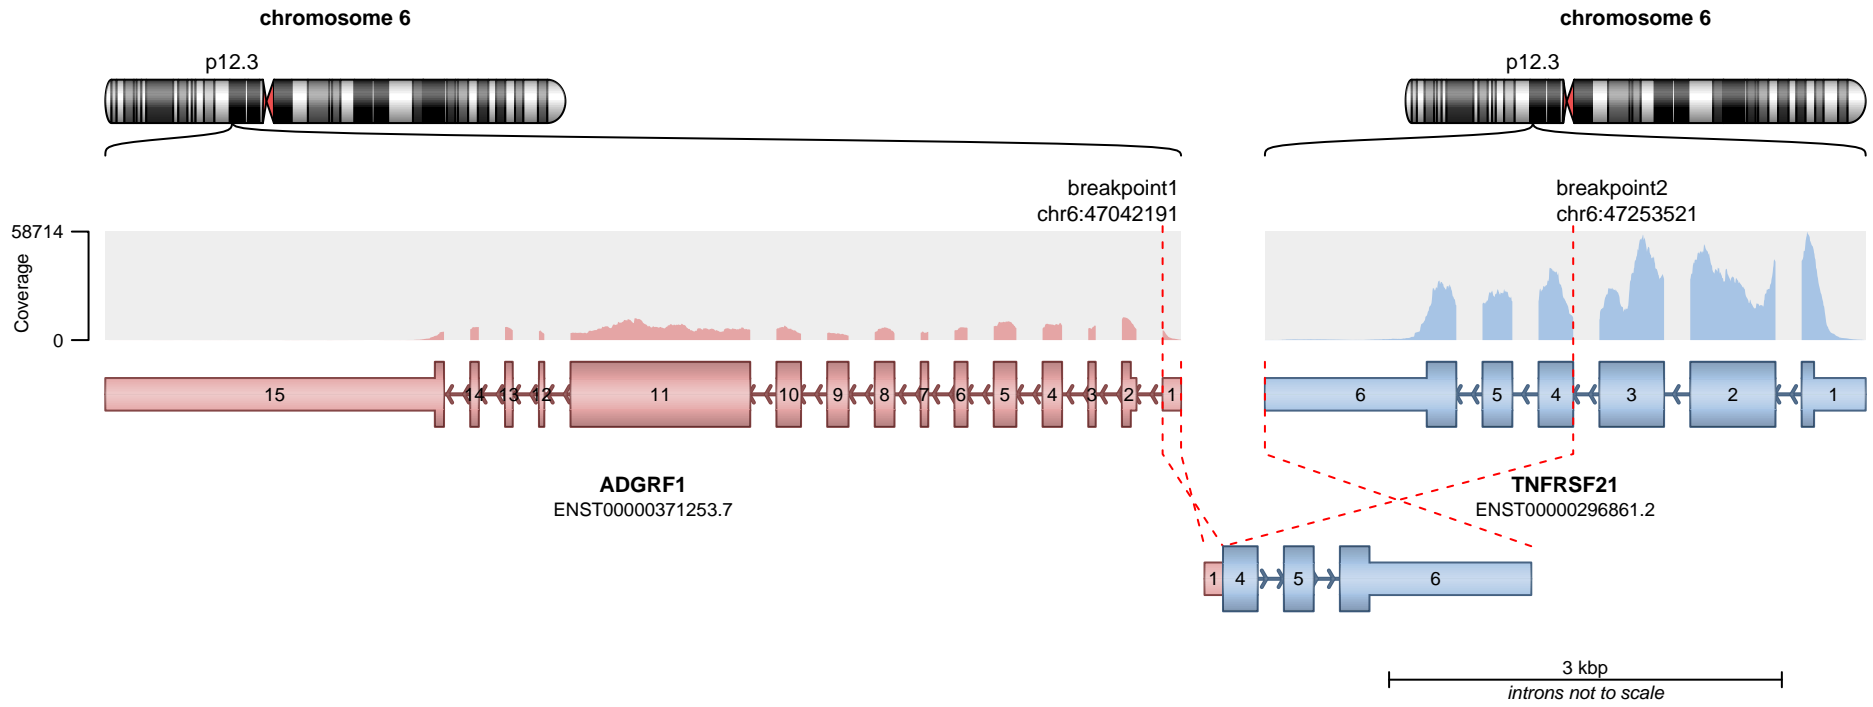 chromosome 6
chromosome 6
p12.3
p12.3
breakpoint1
chr6:47042191
breakpoint2
chr6:47253521
58714
Coverage
0
15 14 13 12 11 10 9 8 7 6 5 4 3 2 1
6 5 4 3 2 1
ADGRF1
ENST00000371253.7
TNFRSF21
ENST00000296861.2
1 4 5 6
3 kbp
introns not to scale